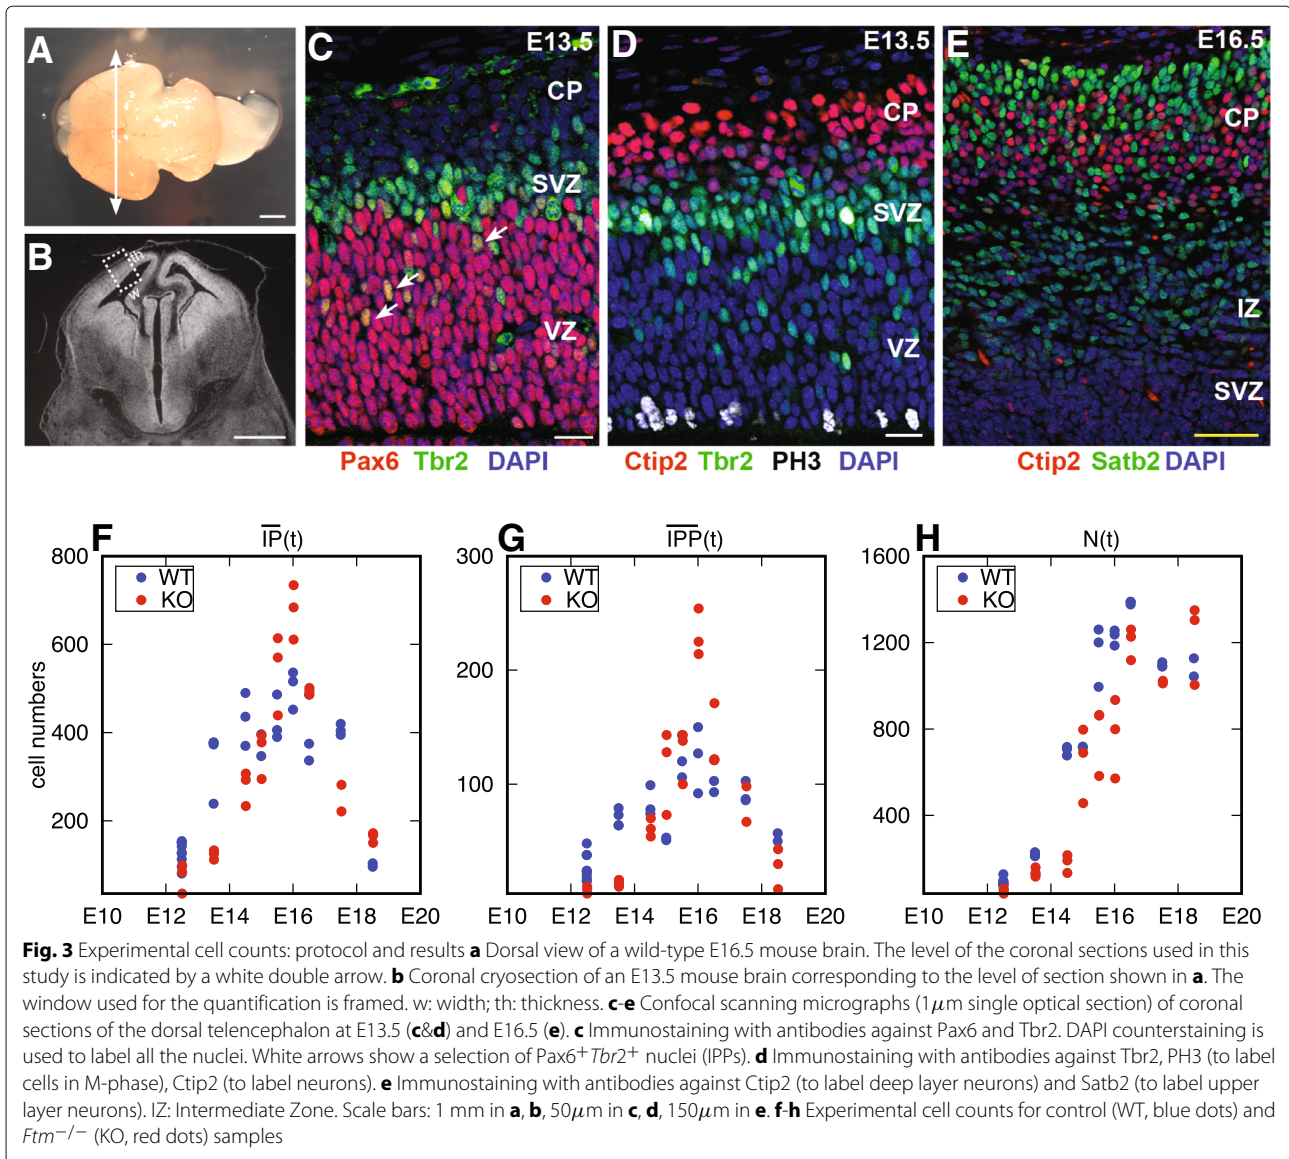 A
B
th
w
C
E13.5
CP
SVZ
VZ
Pax6 Tbr2 DAPI
D
E13.5
CP
SVZ
VZ
Ctip2 Tbr2 PH3 DAPI
E
E16.5
CP
IZ
SVZ
Ctip2 Satb2 DAPI
F
IP(t)
WT
KO
cell numbers
800
600
400
200
E10 E12 E14 E16 E18 E20
G
IPP(t)
WT
KO
300
200
100
E10 E12 E14 E16 E18 E20
H
N(t)
WT
KO
1600
1200
800
400
E10 E12 E14 E16 E18 E20
Fig. 3 Experimental cell counts: protocol and results a Dorsal view of a wild-type E16.5 mouse brain. The level of the coronal sections used in this
study is indicated by a white double arrow. b Coronal cryosection of an E13.5 mouse brain corresponding to the level of section shown in a. The
window used for the quantification is framed. w: width; th: thickness. c-e Confocal scanning micrographs (1μm single optical section) of coronal
sections of the dorsal telencephalon at E13.5 (c&d) and E16.5 (e). c Immunostaining with antibodies against Pax6 and Tbr2. DAPI counterstaining is
used to label all the nuclei. White arrows show a selection of Pax6⁺Tbr2⁺ nuclei (IPPs). d Immunostaining with antibodies against Tbr2, PH3 (to label
cells in M-phase), Ctip2 (to label neurons). e Immunostaining with antibodies against Ctip2 (to label deep layer neurons) and Satb2 (to label upper
layer neurons). IZ: Intermediate Zone. Scale bars: 1 mm in a, b, 50μm in c, d, 150μm in e. f-h Experimental cell counts for control (WT, blue dots) and
Ftm⁻/⁻ (KO, red dots) samples